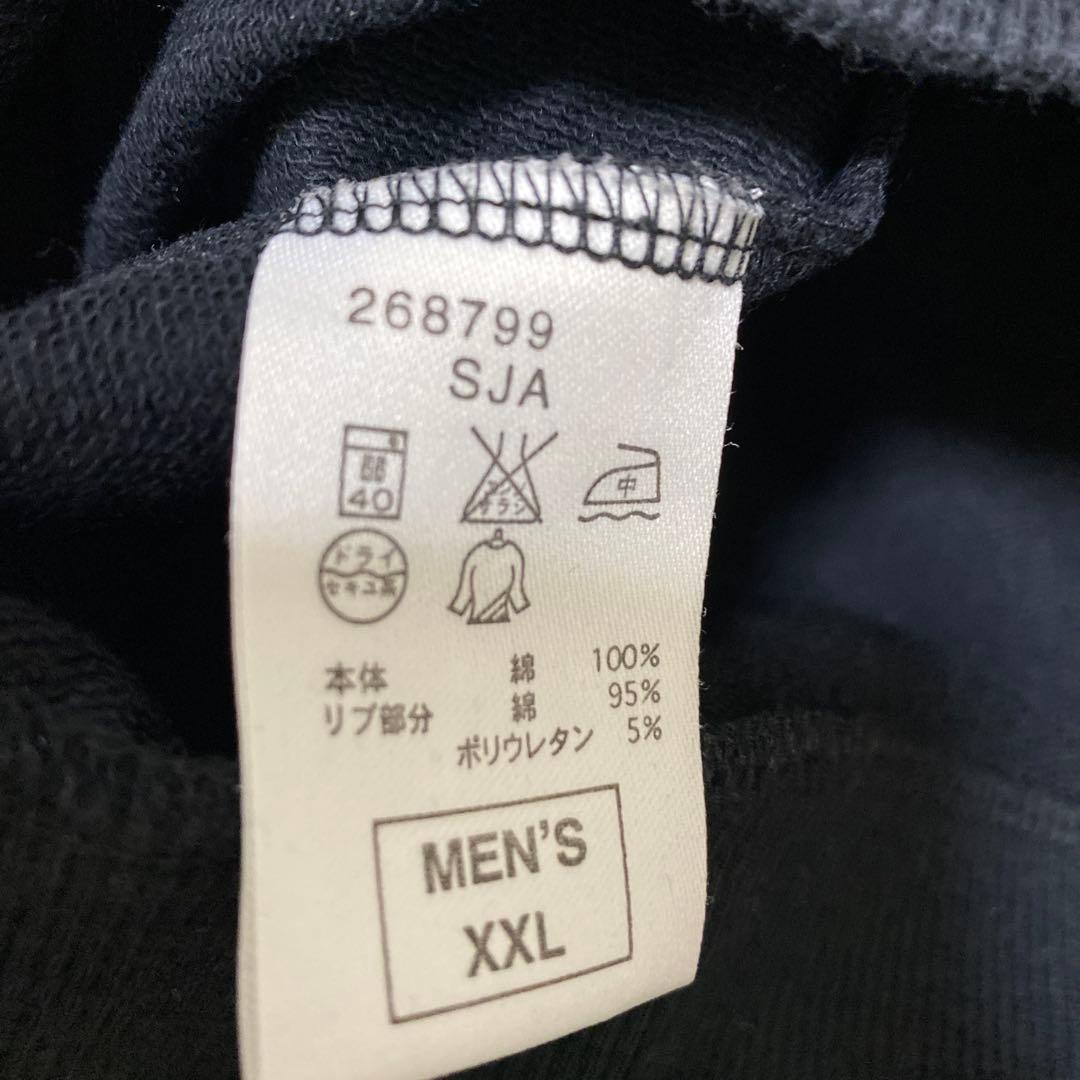 268799
SJA
40
中
ドライ
セキユ系
本体 綿 100%
リブ部分 綿 95%
ポリウレタン 5%
MEN'S
XXL